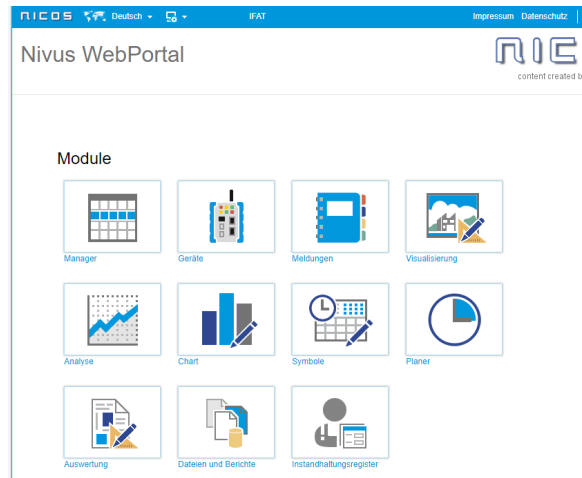 NICOS Deutsch IFAT Impressum Datenschutz
Nivus WebPortal
NIC
content created b
Module
Manager Geräte Meldungen Visualisierung
Analyse Chart Symbole Planer
Auswertung Dateien und Berichte Instandhaltungsregister